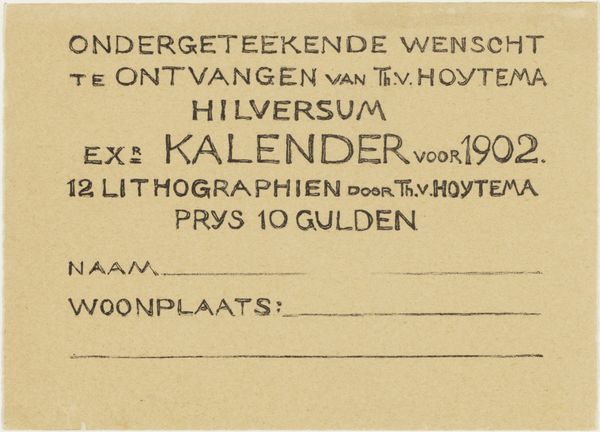 ONDERGETEEKENDE WENSCHT
TE ONTVANGEN VAN Th.V. HOYTEMA
HILVERSUM
EXR KALENDER VOOR 1902.
12 LITHOGRAPHIEN DOOR Th.V. HOYTEMA
PRYS 10 GULDEN
NAAM
WOONPLAATS: